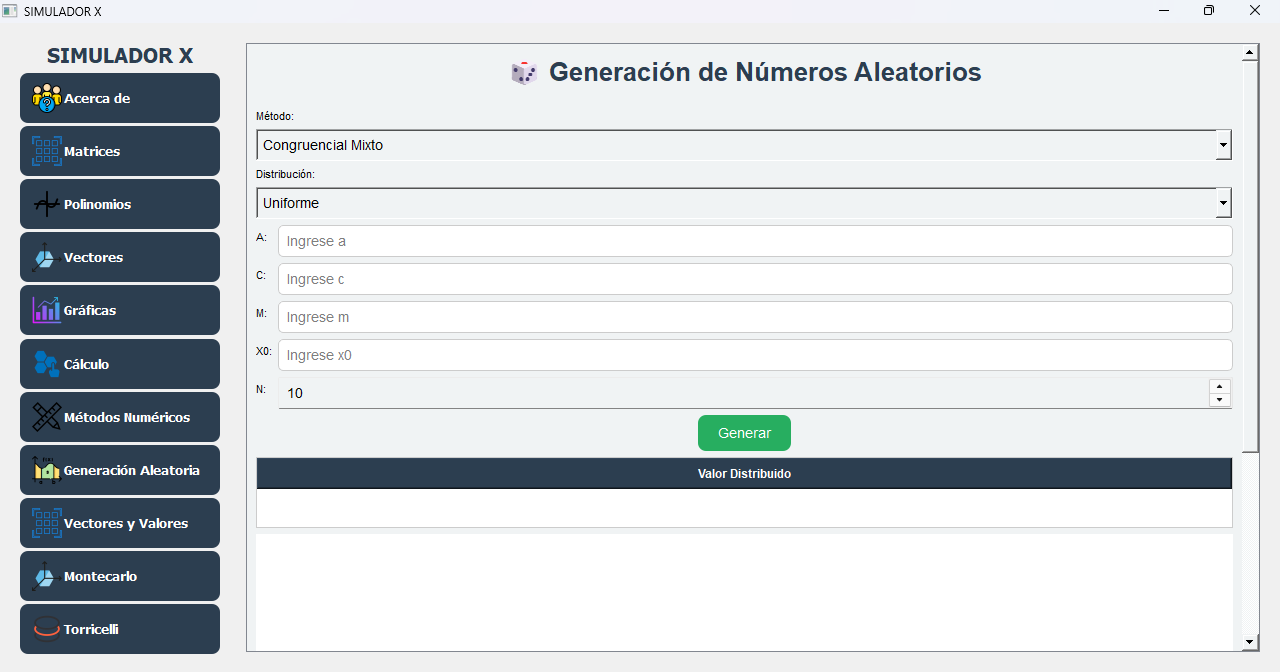 SIMULADOR X
SIMULADOR X
Acerca de
Matrices
Polinomios
Vectores
Gráficas
Cálculo
Métodos Numéricos
Generación Aleatoria
Vectores y Valores
Montecarlo
Torricelli
Generación de Números Aleatorios
Método:
Congruencial Mixto
Distribución:
Uniforme
A: Ingrese a
C: Ingrese c
M: Ingrese m
X0: Ingrese x0
N: 10
Generar
Valor Distribuido